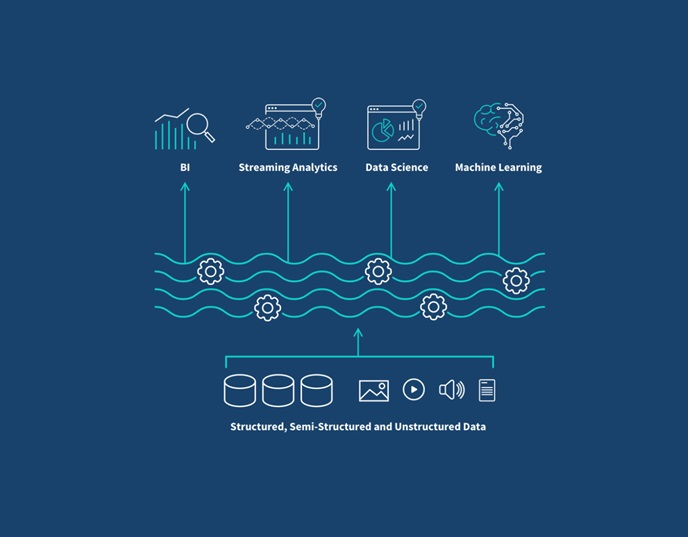 BI
Streaming Analytics
Data Science
Machine Learning
Structured, Semi-Structured and Unstructured Data